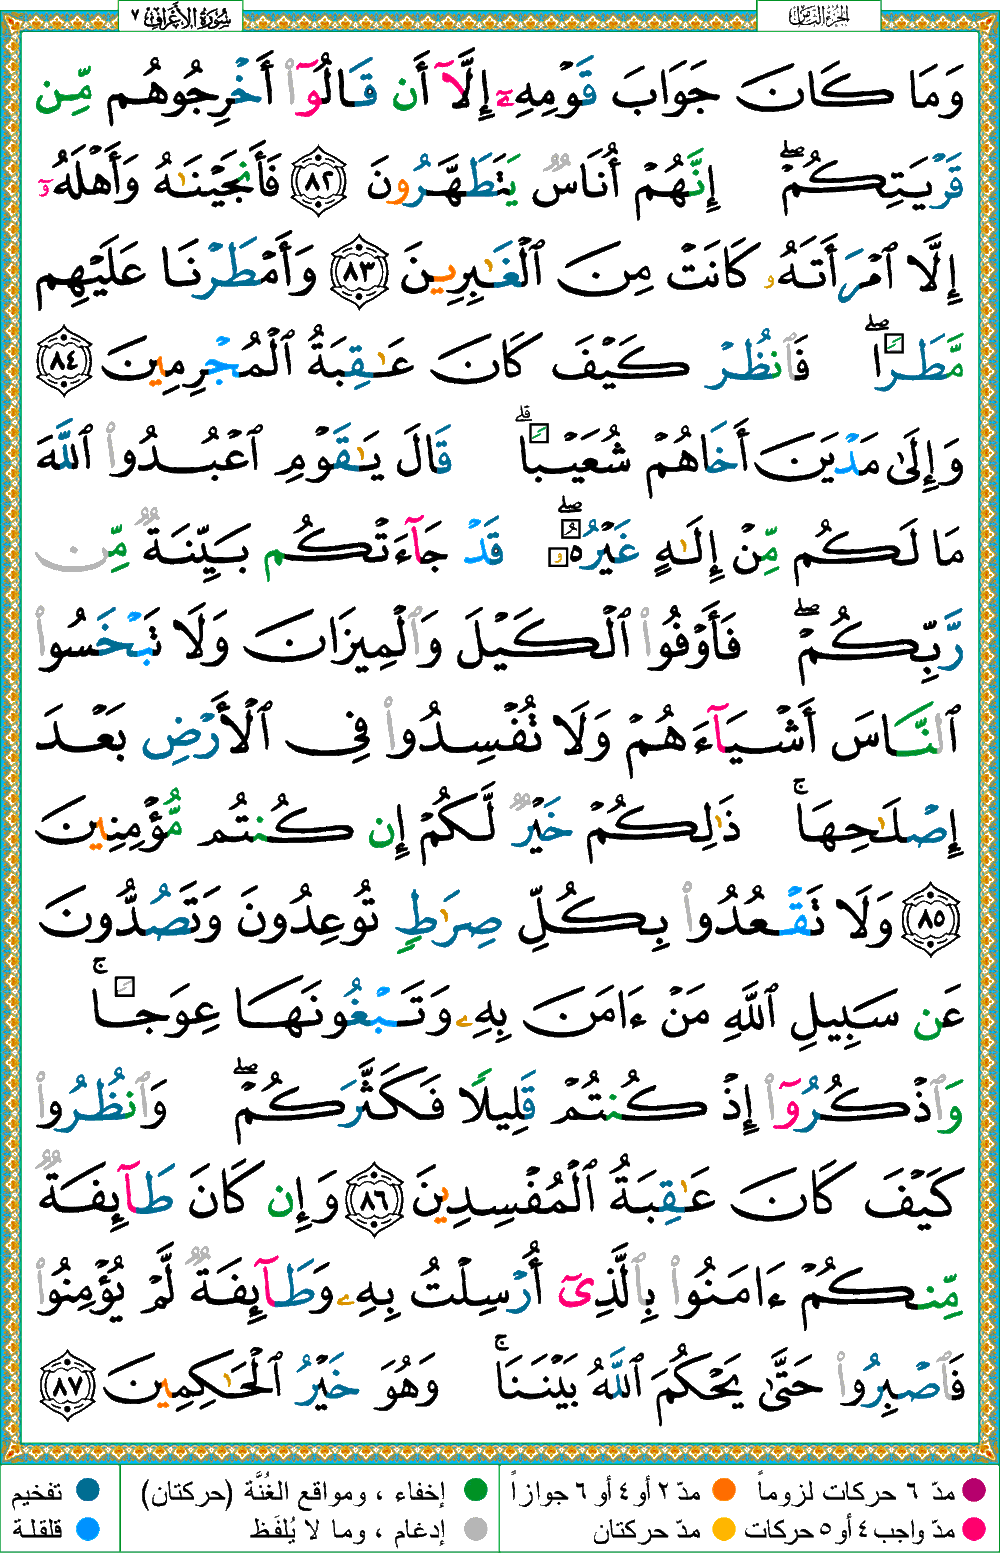 الجزء الثامن
سورة الأعراف ٧
وَمَا كَانَ جَوَابَ قَوْمِهِۦٓ إِلَّآ أَن قَالُوٓا۟ أَخْرِجُوهُم مِّن
قَرْيَتِكُمْ ۖ إِنَّهُمْ أُنَاسٌ يَتَطَهَّرُونَ ٨٢ فَأَنجَيْنَٰهُ وَأَهْلَهُۥٓ
إِلَّا ٱمْرَأَتَهُۥ كَانَتْ مِنَ ٱلْغَٰبِرِينَ ٨٣ وَأَمْطَرْنَا عَلَيْهِم
مَّطَرًا ۖ فَٱنظُرْ كَيْفَ كَانَ عَٰقِبَةُ ٱلْمُجْرِمِينَ ٨٤
وَإِلَىٰ مَدْيَنَ أَخَاهُمْ شُعَيْبًا ۗ قَالَ يَٰقَوْمِ ٱعْبُدُوا۟ ٱللَّهَ
مَا لَكُم مِّنْ إِلَٰهٍ غَيْرُهُۥ ۖ قَدْ جَآءَتْكُم بَيِّنَةٌ مِّن
رَّبِّكُمْ ۖ فَأَوْفُوا۟ ٱلْكَيْلَ وَٱلْمِيزَانَ وَلَا تَبْخَسُوا۟
ٱلنَّاسَ أَشْيَآءَهُمْ وَلَا تُفْسِدُوا۟ فِى ٱلْأَرْضِ بَعْدَ
إِصْلَٰحِهَا ۚ ذَٰلِكُمْ خَيْرٌ لَّكُمْ إِن كُنتُم مُّؤْمِنِينَ
٨٥ وَلَا تَقْعُدُوا۟ بِكُلِّ صِرَٰطٍ تُوعِدُونَ وَتَصُدُّونَ
عَن سَبِيلِ ٱللَّهِ مَنْ ءَامَنَ بِهِۦ وَتَبْغُونَهَا عِوَجًا ۚ
وَٱذْكُرُوٓا۟ إِذْ كُنتُمْ قَلِيلًا فَكَثَّرَكُمْ ۖ وَٱنظُرُوا۟
كَيْفَ كَانَ عَٰقِبَةُ ٱلْمُفْسِدِينَ ٨٦ وَإِن كَانَ طَآئِفَةٌ
مِّنكُمْ ءَامَنُوا۟ بِٱلَّذِىٓ أُرْسِلْتُ بِهِۦ وَطَآئِفَةٌ لَّمْ يُؤْمِنُوا۟
فَٱصْبِرُوا۟ حَتَّىٰ يَحْكُمَ ٱللَّهُ بَيْنَنَا ۚ وَهُوَ خَيْرُ ٱلْحَٰكِمِينَ ٨٧
مدّ ٦ حركات لزوماً
مدّ ٢ أو ٤ أو ٦ جوازاً
إخفاء ، ومواقع الغُنَّة (حركتان)
تفخيم
مدّ واجب ٤ أو ٥ حركات
مدّ حركتان
إدغام ، وما لا يُلفَظ
قلقلة